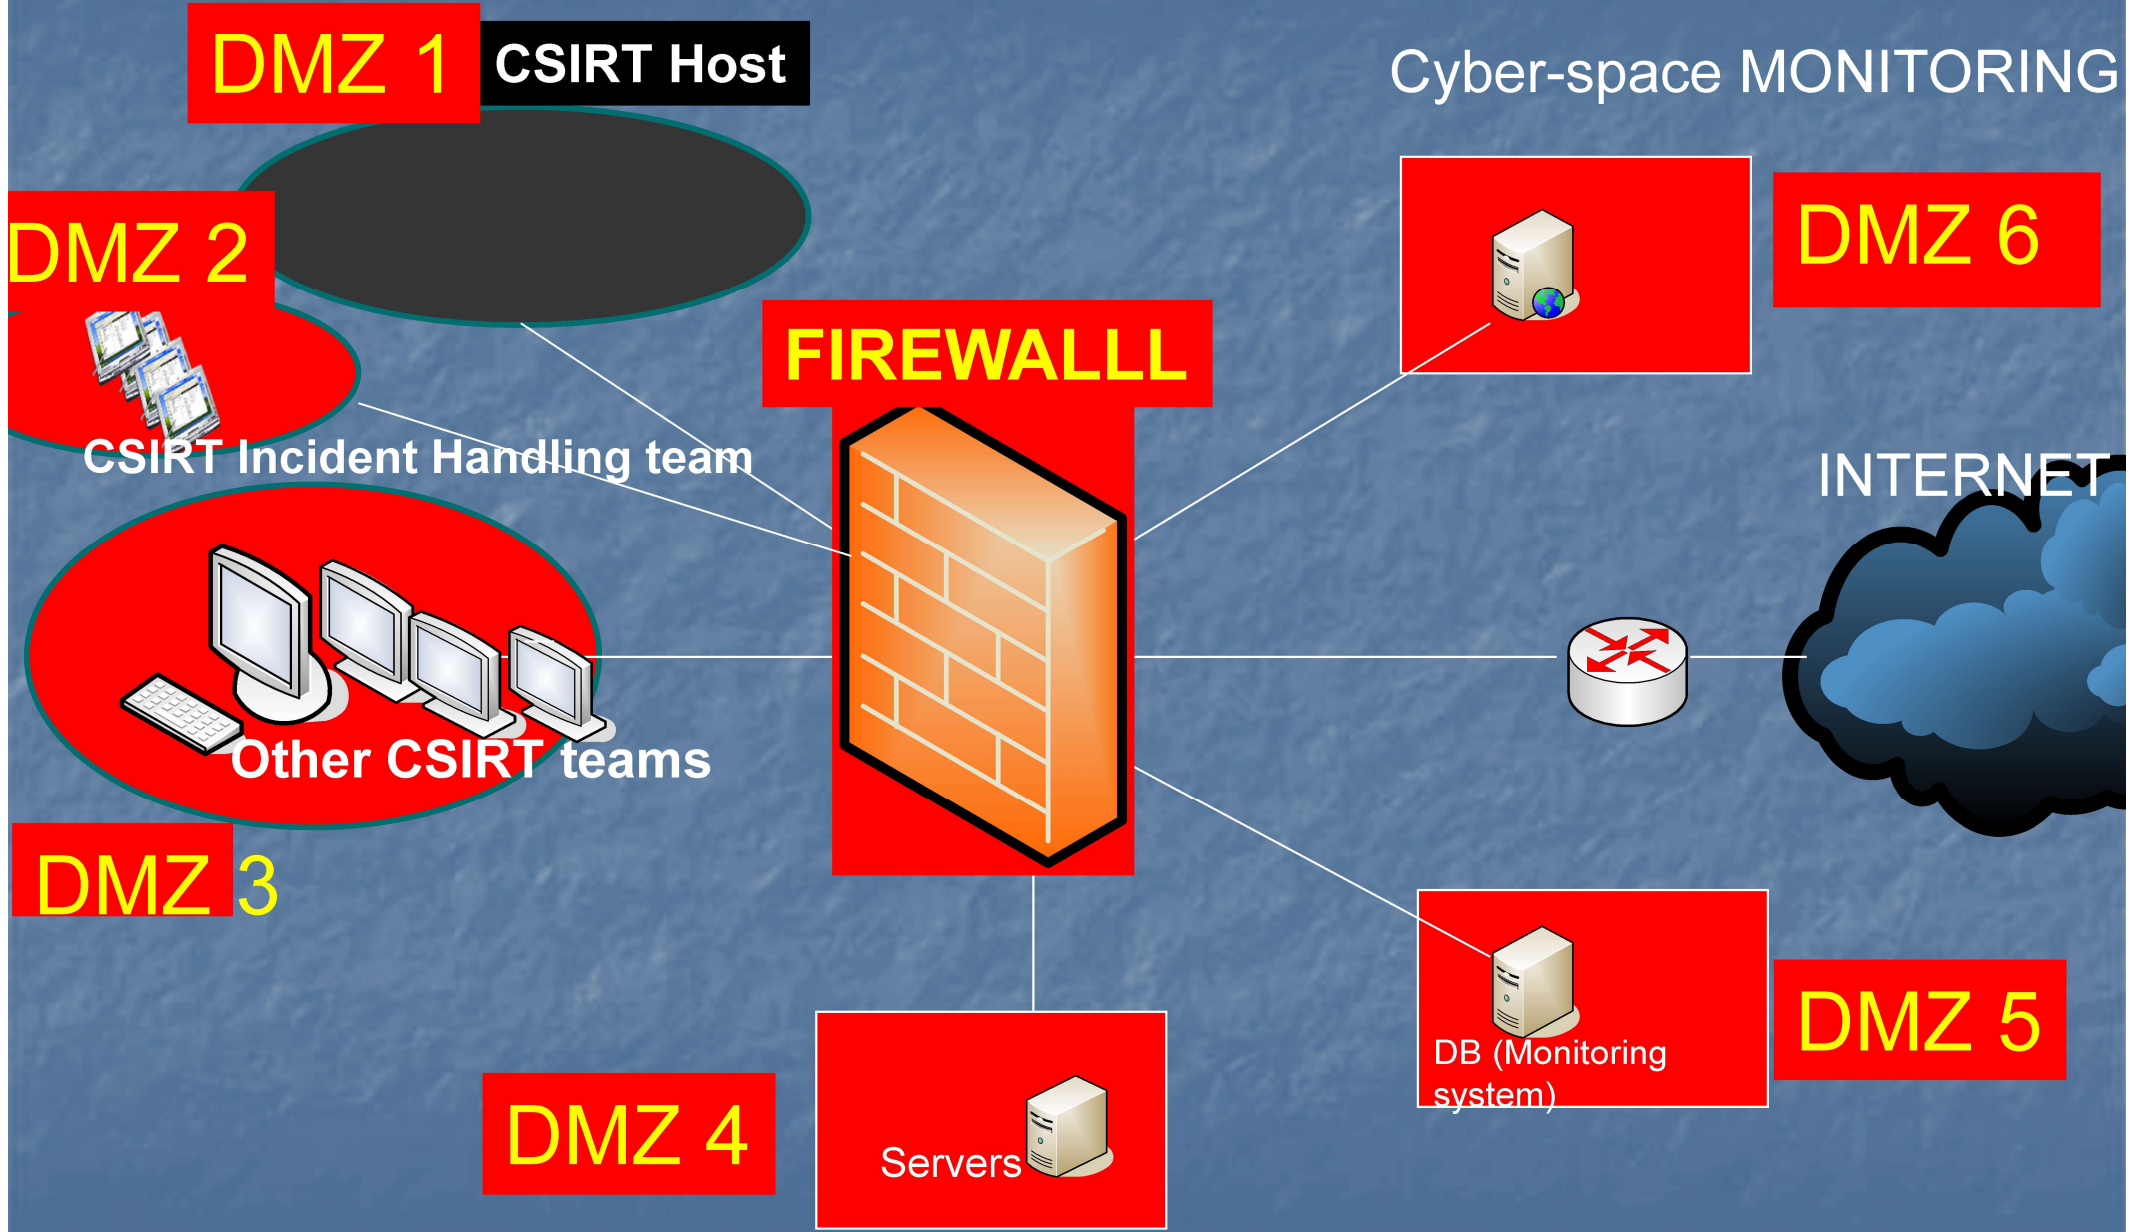 DMZ 1
CSIRT Host
Cyber-space MONITORING
DMZ 2
DMZ 6
FIREWALLL
CSIRT Incident Handling team
INTERNET
Other CSIRT teams
DMZ 3
DB (Monitoring
system)
DMZ 5
DMZ 4
Servers